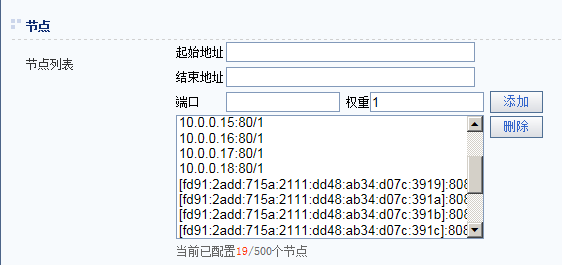 节点
节点列表
起始地址
结束地址
端口 权重 1 添加
删除
10.0.0.15:80/1
10.0.0.16:80/1
10.0.0.17:80/1
10.0.0.18:80/1
[fd91:2add:715a:2111:dd48:ab34:d07c:3919]:808
[fd91:2add:715a:2111:dd48:ab34:d07c:391a]:808
[fd91:2add:715a:2111:dd48:ab34:d07c:391b]:808
[fd91:2add:715a:2111:dd48:ab34:d07c:391c]:808
当前已配置19/500个节点